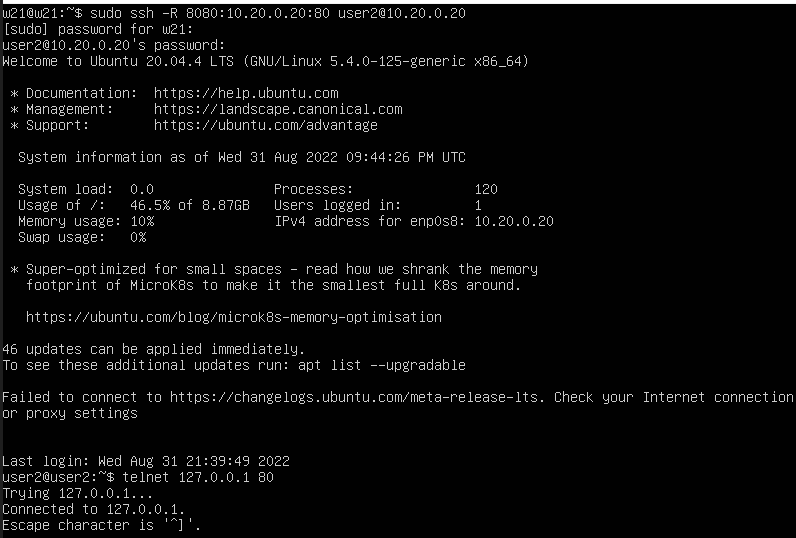 w21@w21:~$ sudo ssh -R 8080:10.20.0.20:80 user2@10.20.0.20
[sudo] password for w21:
user2@10.20.0.20's password:
Welcome to Ubuntu 20.04.4 LTS (GNU/Linux 5.4.0-125-generic x86_64)

 * Documentation:  https://help.ubuntu.com
 * Management:     https://landscape.canonical.com
 * Support:        https://ubuntu.com/advantage

  System information as of Wed 31 Aug 2022 09:44:26 PM UTC

  System load:  0.0               Processes:               120
  Usage of /:   46.5% of 8.87GB   Users logged in:         1
  Memory usage: 10%               IPv4 address for enp0s8: 10.20.0.20
  Swap usage:   0%

 * Super-optimized for small spaces - read how we shrank the memory
   footprint of MicroK8s to make it the smallest full K8s around.

   https://ubuntu.com/blog/microk8s-memory-optimisation

46 updates can be applied immediately.
To see these additional updates run: apt list --upgradable

Failed to connect to https://changelogs.ubuntu.com/meta-release-lts. Check your Internet connection
or proxy settings


Last login: Wed Aug 31 21:39:49 2022
user2@user2:~$ telnet 127.0.0.1 80
Trying 127.0.0.1...
Connected to 127.0.0.1.
Escape character is '^]'.